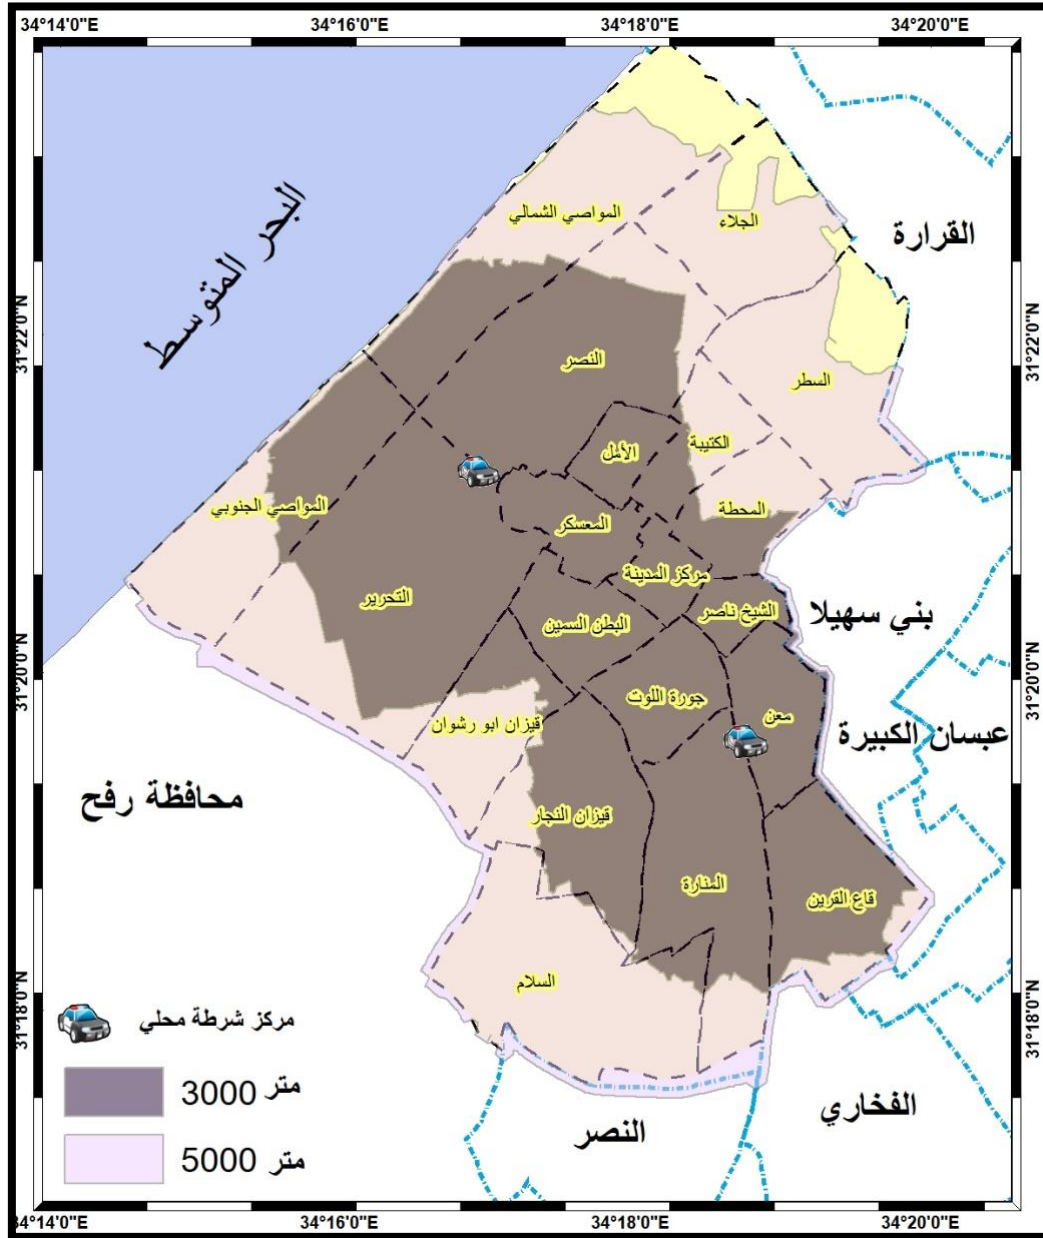 34°14'0"E
34°16'0"E
34°18'0"E
34°20'0"E
31°22'0"N
31°20'0"N
31°18'0"N
31°22'0"N
31°20'0"N
31°18'0"N
البحر المتوسط
المواصي الشمالي
الجلاء
القرارة
النصر
السطر
الكتيبة
الأمل
المواصي الجنوبي
المحطة
المعسكر
مركز المدينة
التحرير
الشيخ ناصر
بني سهيلا
البطن السمين
جورة اللوت
معن
قيزان ابو رشوان
عبسان الكبيرة
محافظة رفح
قيزان النجار
المنارة
قاع القرين
السلام
مركز شرطة محلي
متر 3000
متر 5000
الفخاري
النصر
34°14'0"E
34°16'0"E
34°18'0"E
34°20'0"E